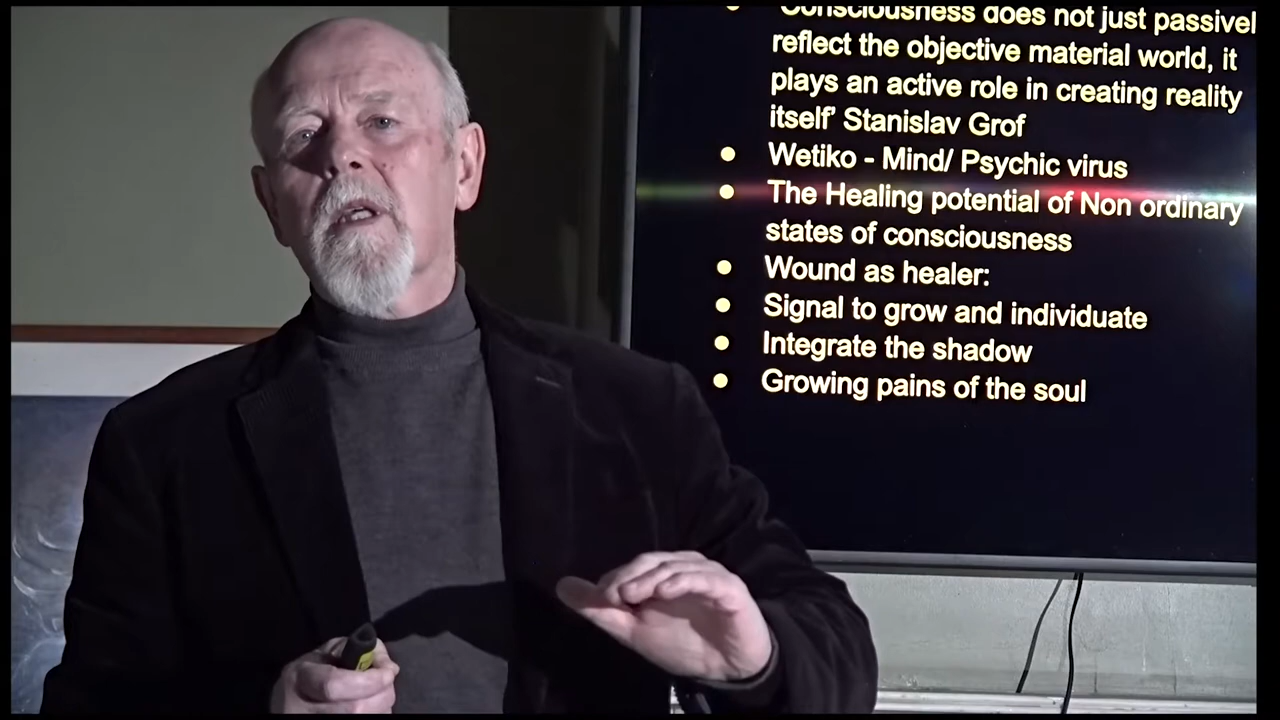 Consciousness does not just passivel
reflect the objective material world, it
plays an active role in creating reality
itself' Stanislav Grof
Wetiko - Mind/ Psychic virus
The Healing potential of Non ordinary
states of consciousness
Wound as healer:
Signal to grow and individuate
Integrate the shadow
Growing pains of the soul